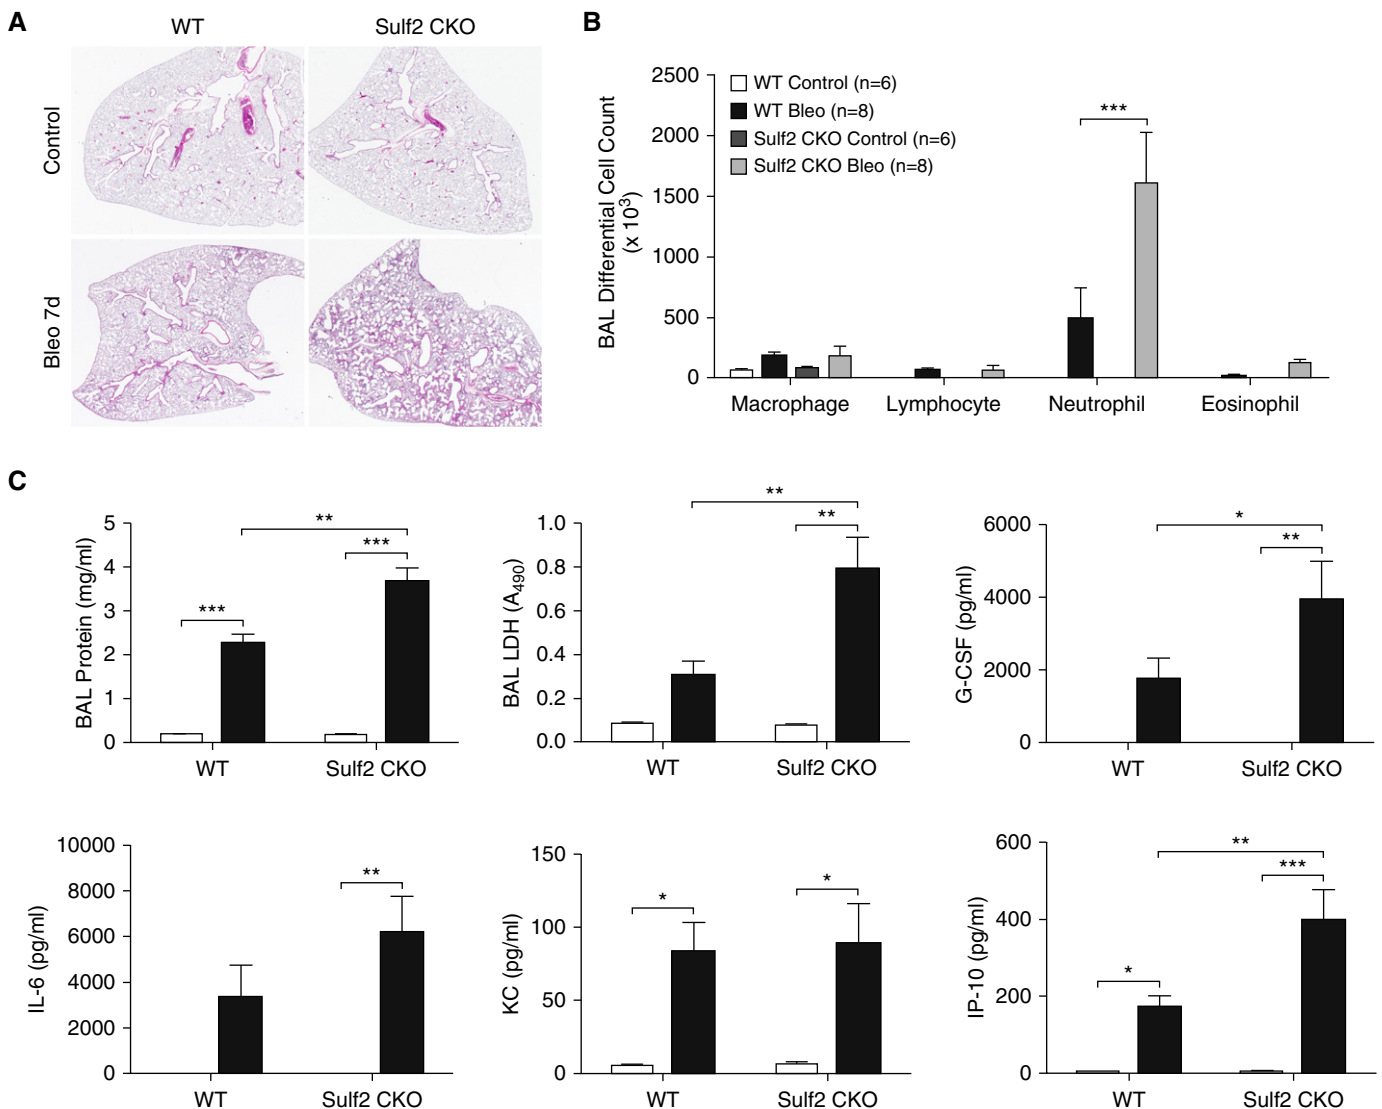 A
WT
Sulf2 CKO
Control
Bleo 7d
B
BAL Differential Cell Count
(x 10³)
2500
2000
1500
1000
500
0
WT Control (n=6)
WT Bleo (n=8)
Sulf2 CKO Control (n=6)
Sulf2 CKO Bleo (n=8)
***
Macrophage
Lymphocyte
Neutrophil
Eosinophil
C
BAL Protein (mg/ml)
5
4
3
2
1
0
**
***
***
WT
Sulf2 CKO
BAL LDH (A₄₉₀)
1.0
0.8
0.6
0.4
0.2
0.0
**
**
WT
Sulf2 CKO
G-CSF (pg/ml)
6000
4000
2000
0
*
**
WT
Sulf2 CKO
IL-6 (pg/ml)
10000
8000
6000
4000
2000
0
**
WT
Sulf2 CKO
KC (pg/ml)
150
100
50
0
*
*
WT
Sulf2 CKO
IP-10 (pg/ml)
600
400
200
0
**
***
*
WT
Sulf2 CKO